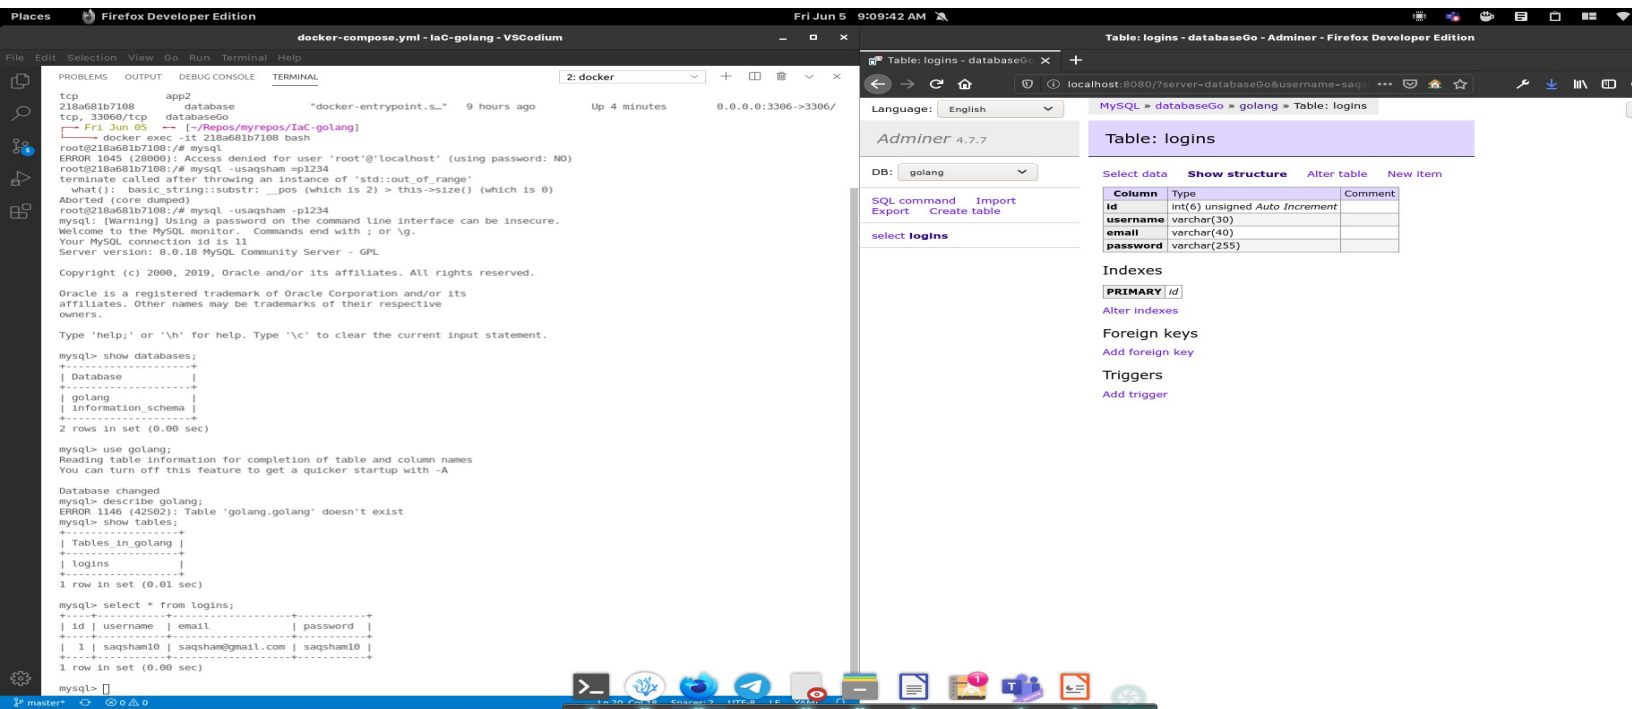 Places Firefox Developer Edition Fri Jun 5 9:09:42 AM
docker-compose.yml - IaC-golang - VSCodium
File Edit Selection View Go Run Terminal Help
PROBLEMS OUTPUT DEBUG CONSOLE TERMINAL 2: docker
tcp app2
218a681b7108 database "docker-entrypoint.s…" 9 hours ago Up 4 minutes 0.0.0.0:3306->3306/
tcp, 33060/tcp databaseGo
Fri Jun 05 [~/Repos/myrepos/IaC-golang]
docker exec -it 218a681b7108 bash
root@218a681b7108:/# mysql
ERROR 1045 (28000): Access denied for user 'root'@'localhost' (using password: NO)
root@218a681b7108:/# mysql -usaqsham =p1234
terminate called after throwing an instance of 'std::out_of_range'
what(): basic_string::substr: __pos (which is 2) > this->size() (which is 0)
Aborted (core dumped)
root@218a681b7108:/# mysql -usaqsham -p1234
mysql: [Warning] Using a password on the command line interface can be insecure.
Welcome to the MySQL monitor. Commands end with ; or \g.
Your MySQL connection id is 11
Server version: 8.0.18 MySQL Community Server - GPL
Copyright (c) 2000, 2019, Oracle and/or its affiliates. All rights reserved.
Oracle is a registered trademark of Oracle Corporation and/or its
affiliates. Other names may be trademarks of their respective
owners.
Type 'help;' or '\h' for help. Type '\c' to clear the current input statement.
mysql> show databases;
+--------------------+
| Database |
+--------------------+
| golang |
| information_schema |
+--------------------+
2 rows in set (0.00 sec)
mysql> use golang;
Reading table information for completion of table and column names
You can turn off this feature to get a quicker startup with -A
Database changed
mysql> describe golang;
ERROR 1146 (42S02): Table 'golang.golang' doesn't exist
mysql> show tables;
+------------------+
| Tables_in_golang |
+------------------+
| logins |
+------------------+
1 row in set (0.01 sec)
mysql> select * from logins;
+----+-----------+--------------------+-----------+
| id | username | email | password |
+----+-----------+--------------------+-----------+
| 1 | saqsham10 | saqsham@gmail.com | saqsham10 |
+----+-----------+--------------------+-----------+
1 row in set (0.00 sec)
mysql>
master* 0 0
Table: logins - databaseGo - Adminer - Firefox Developer Edition
Table: logins - databaseGo
localhost:8080/?server=databaseGo&username=saqs
Language: English
MySQL » databaseGo » golang » Table: logins
Adminer 4.7.7
Table: logins
DB: golang
Select data Show structure Alter table New item
SQL command Import
Export Create table
select logins
Column Type Comment
id int(6) unsigned Auto Increment
username varchar(30)
email varchar(40)
password varchar(255)
Indexes
PRIMARY id
Alter indexes
Foreign keys
Add foreign key
Triggers
Add trigger